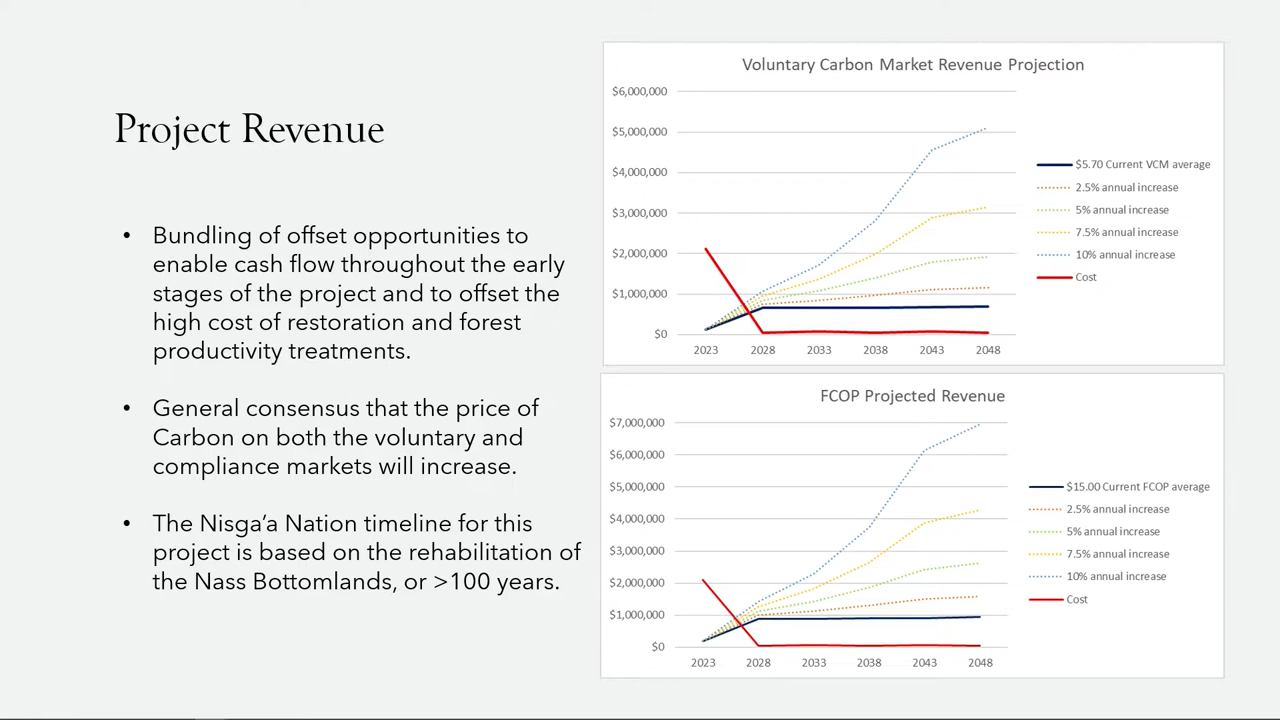 Project Revenue
• Bundling of offset opportunities to
enable cash flow throughout the early
stages of the project and to offset the
high cost of restoration and forest
productivity treatments.
• General consensus that the price of
Carbon on both the voluntary and
compliance markets will increase.
• The Nisga’a Nation timeline for this
project is based on the rehabilitation of
the Nass Bottomlands, or >100 years.
Voluntary Carbon Market Revenue Projection
$6,000,000
$5,000,000
$4,000,000
$3,000,000
$2,000,000
$1,000,000
$0
2023 2028 2033 2038 2043 2048
$5.70 Current VCM average
2.5% annual increase
5% annual increase
7.5% annual increase
10% annual increase
Cost
FCOP Projected Revenue
$7,000,000
$6,000,000
$5,000,000
$4,000,000
$3,000,000
$2,000,000
$1,000,000
$0
2023 2028 2033 2038 2043 2048
$15.00 Current FCOP average
2.5% annual increase
5% annual increase
7.5% annual increase
10% annual increase
Cost